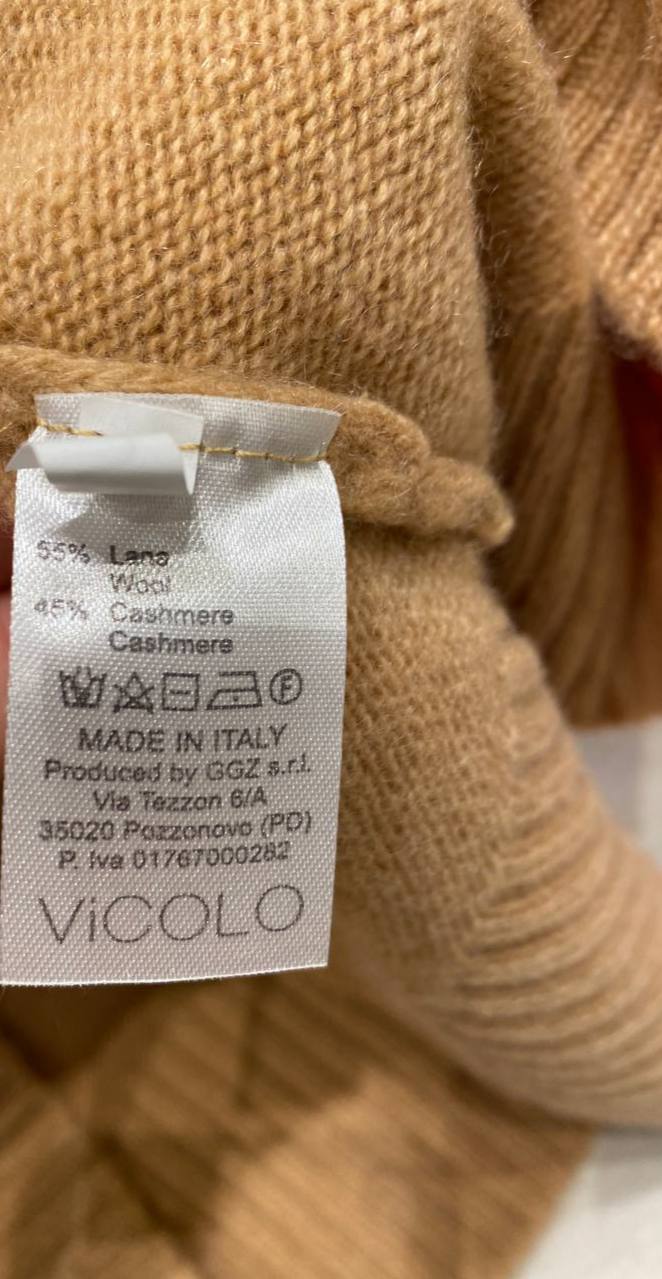 55% Lana
Wool
45% Cashmere
Cashmere
MADE IN ITALY
Produced by GGZ s.r.l.
Via Tezzon 6/A
35020 Pozzonovo (PD)
P. Iva 01767000282
ViCOLO